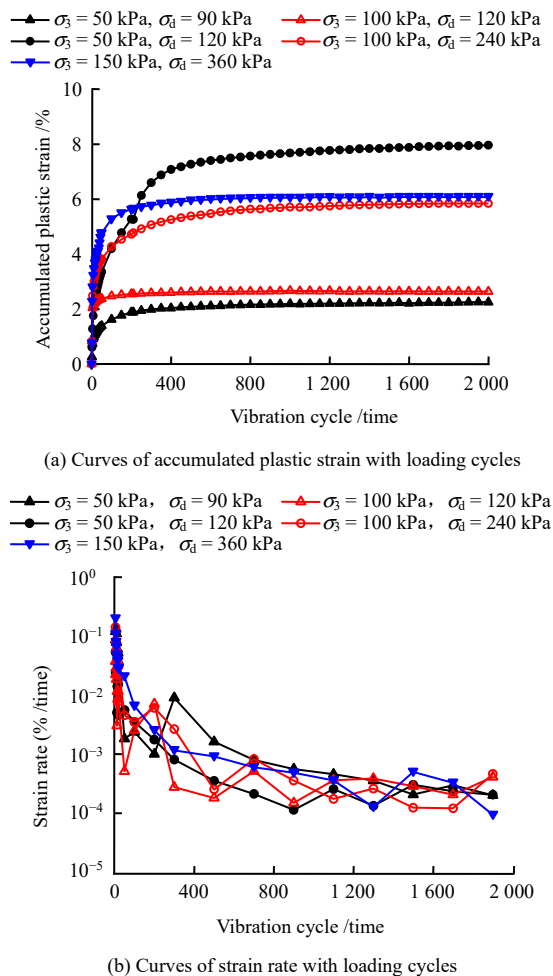 σ3 = 50 kPa, σd = 90 kPa σ3 = 100 kPa, σd = 120 kPa
σ3 = 50 kPa, σd = 120 kPa σ3 = 100 kPa, σd = 240 kPa
σ3 = 150 kPa, σd = 360 kPa
10
8
6
4
2
0
Accumulated plastic strain /%
0 400 800 1 200 1 600 2 000
Vibration cycle /time
(a) Curves of accumulated plastic strain with loading cycles
σ3 = 50 kPa， σd = 90 kPa σ3 = 100 kPa， σd = 120 kPa
σ3 = 50 kPa， σd = 120 kPa σ3 = 100 kPa， σd = 240 kPa
σ3 = 150 kPa， σd = 360 kPa
10^0
10^−1
10^−2
10^−3
10^−4
10^−5
Strain rate (% /time)
0 400 800 1 200 1 600 2 000
Vibration cycle /time
(b) Curves of strain rate with loading cycles